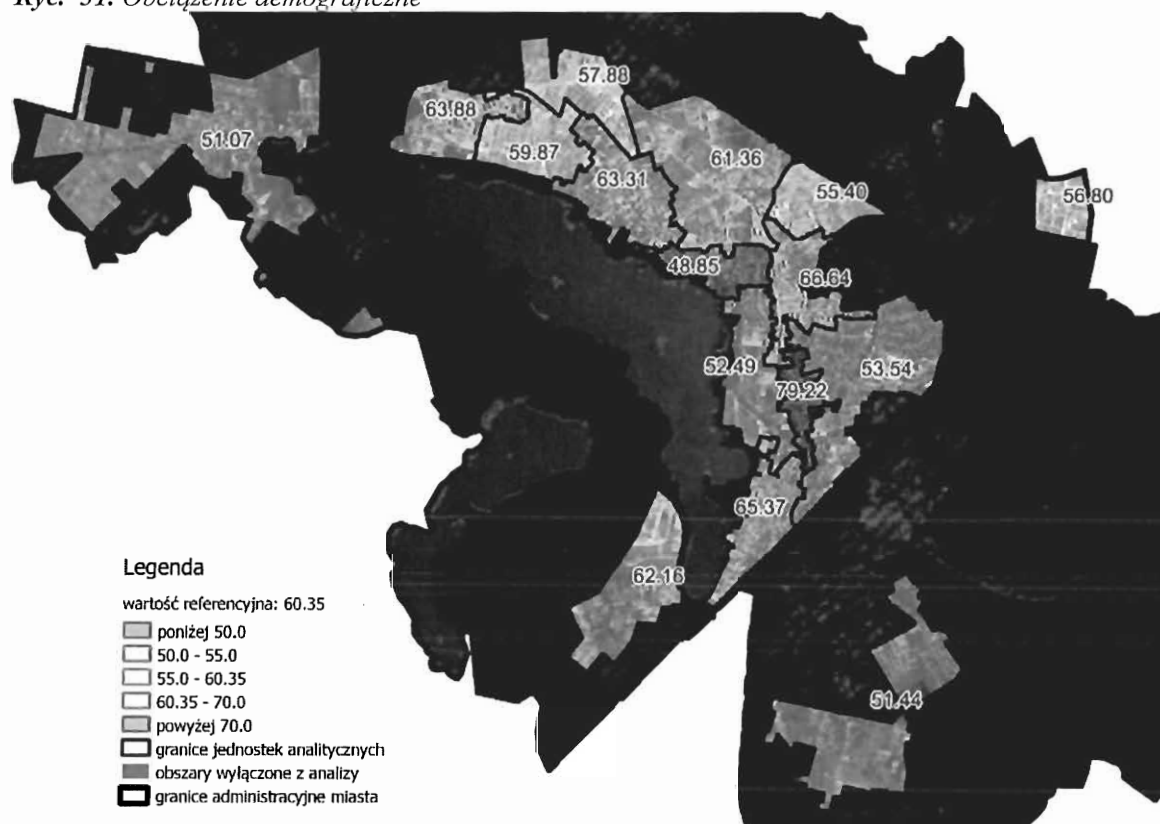 Ryc. 31. Obciążenie demograficzne
57.88
63.88
51.07
59.87
61.36
63.31
55.40
56.80
48.85
66.64
52.49
53.54
79.22
65.37
62.16
51.44
Legenda
wartość referencyjna: 60.35
poniżej 50.0
50.0 - 55.0
55.0 - 60.35
60.35 - 70.0
powyżej 70.0
granice jednostek analitycznych
obszary wyłączone z analizy
granice administracyjne miasta